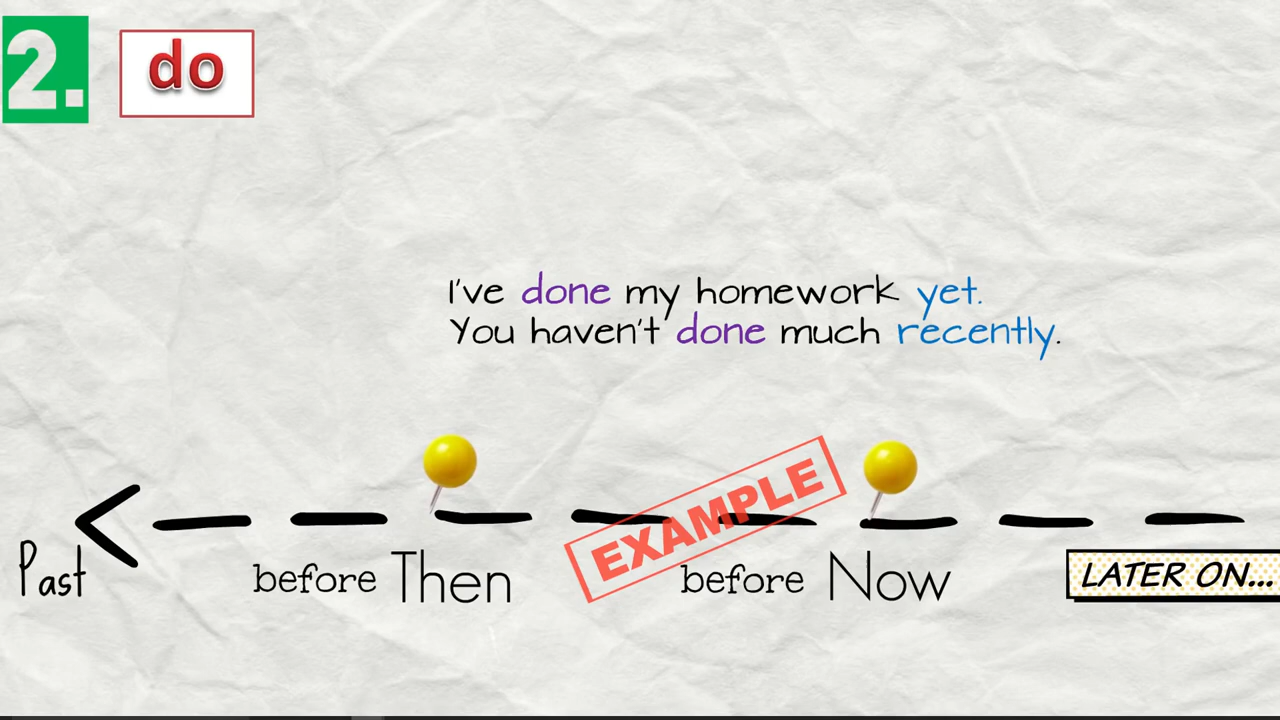 2.
do
I've done my homework yet.
You haven't done much recently.
EXAMPLE
Past
before Then
before Now
LATER ON...